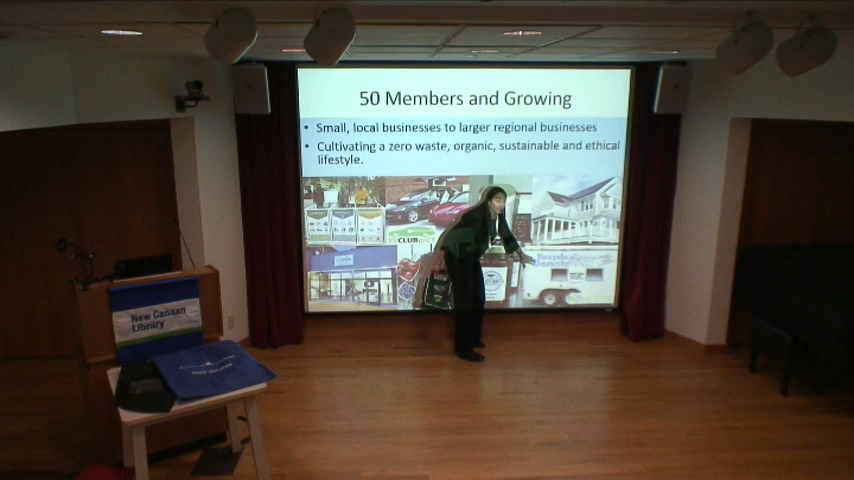 50 Members and Growing
• Small, local businesses to larger regional businesses
• Cultivating a zero waste, organic, sustainable and ethical
lifestyle.
CLUB
New Canaan
Library